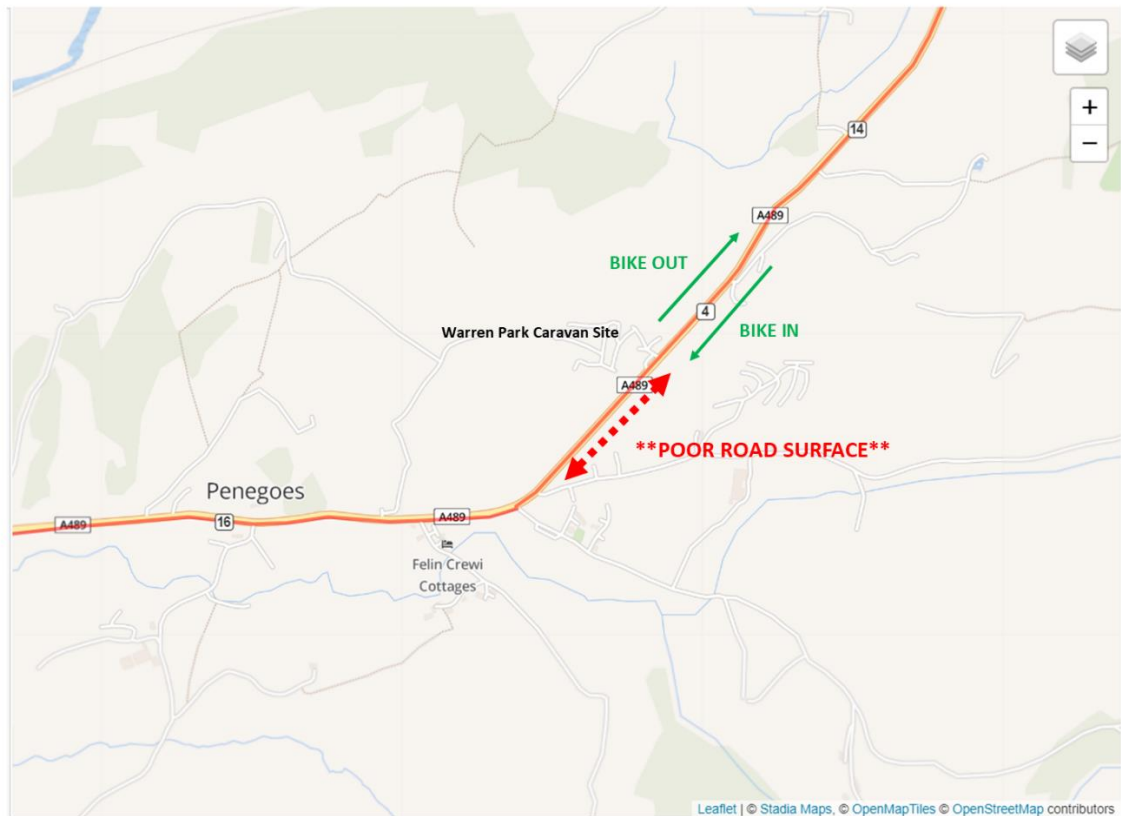 +
−
14
A489
BIKE OUT
4
BIKE IN
Warren Park Caravan Site
A489
**POOR ROAD SURFACE**
Penegoes
A489
16
A489
Felin Crewi
Cottages
Leaflet | © Stadia Maps, © OpenMapTiles © OpenStreetMap contributors